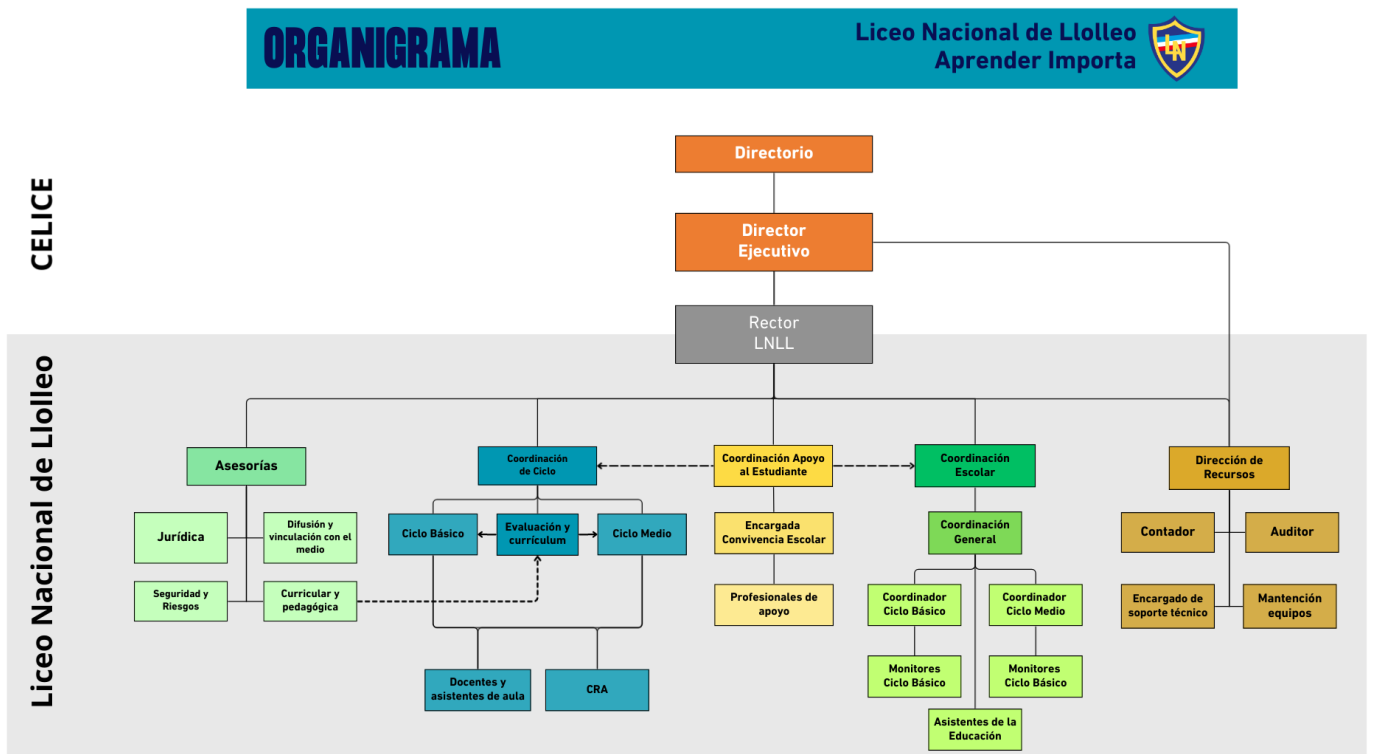 ORGANIGRAMA
Liceo Nacional de Llolleo
Aprender Importa
LN
CELICE
Liceo Nacional de Llolleo
Directorio
Director
Ejecutivo
Rector
LNLL
Asesorías
Coordinación
de Ciclo
Coordinación Apoyo
al Estudiante
Coordinación
Escolar
Dirección de
Recursos
Jurídica
Difusión y
vinculación con el
medio
Seguridad y
Riesgos
Curricular y
pedagógica
Ciclo Básico
Evaluación y
currículum
Ciclo Medio
Docentes y
asistentes de aula
CRA
Encargada
Convivencia Escolar
Profesionales de
apoyo
Coordinación
General
Coordinador
Ciclo Básico
Coordinador
Ciclo Medio
Monitores
Ciclo Básico
Monitores
Ciclo Básico
Asistentes de la
Educación
Contador
Auditor
Encargado de
soporte técnico
Mantención
equipos